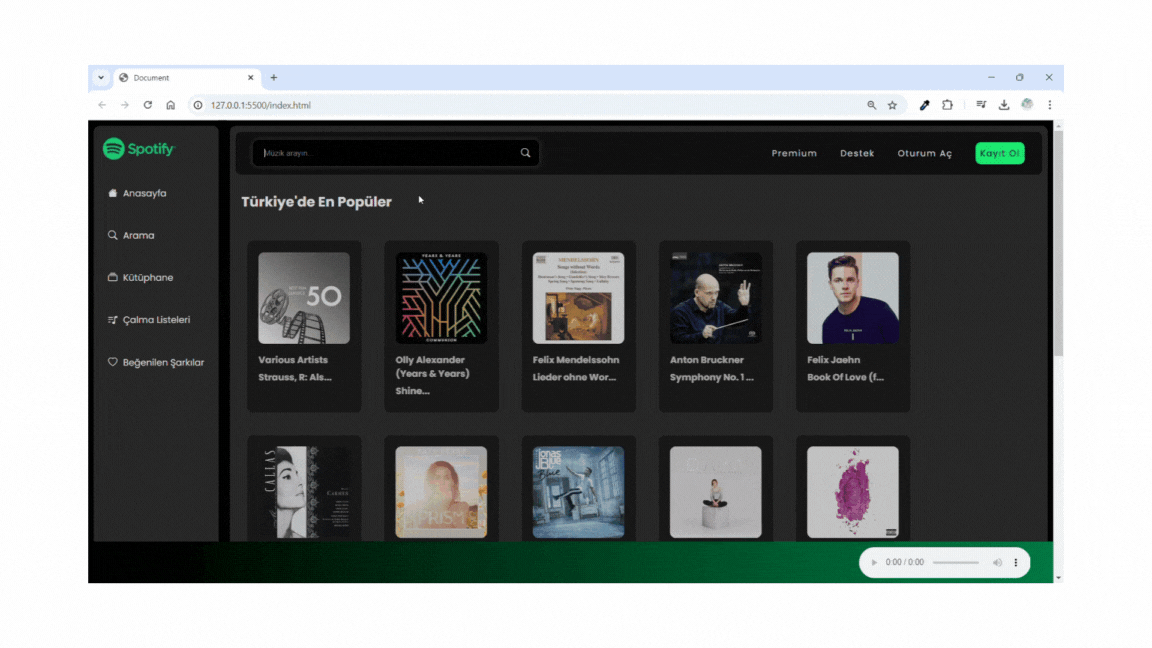 Document
127.0.0.1:5500/index.html
Spotify
Müzik arayın...
Premium
Destek
Oturum Aç
Kayıt Ol
Anasayfa
Arama
Kütüphane
Çalma Listeleri
Beğenilen Şarkılar
Türkiye'de En Popüler
50
YEARS & YEARS
COMMUNION
MENDELSSOHN
Songs without Words
Various Artists
Strauss, R: Als...
Olly Alexander
(Years & Years)
Shine...
Felix Mendelssohn
Lieder ohne Wor...
Anton Bruckner
Symphony No. 1 ...
Felix Jaehn
Book Of Love (f...
CALLAS
CARMEN
PRISM
jonas
blue
0:00 / 0:00